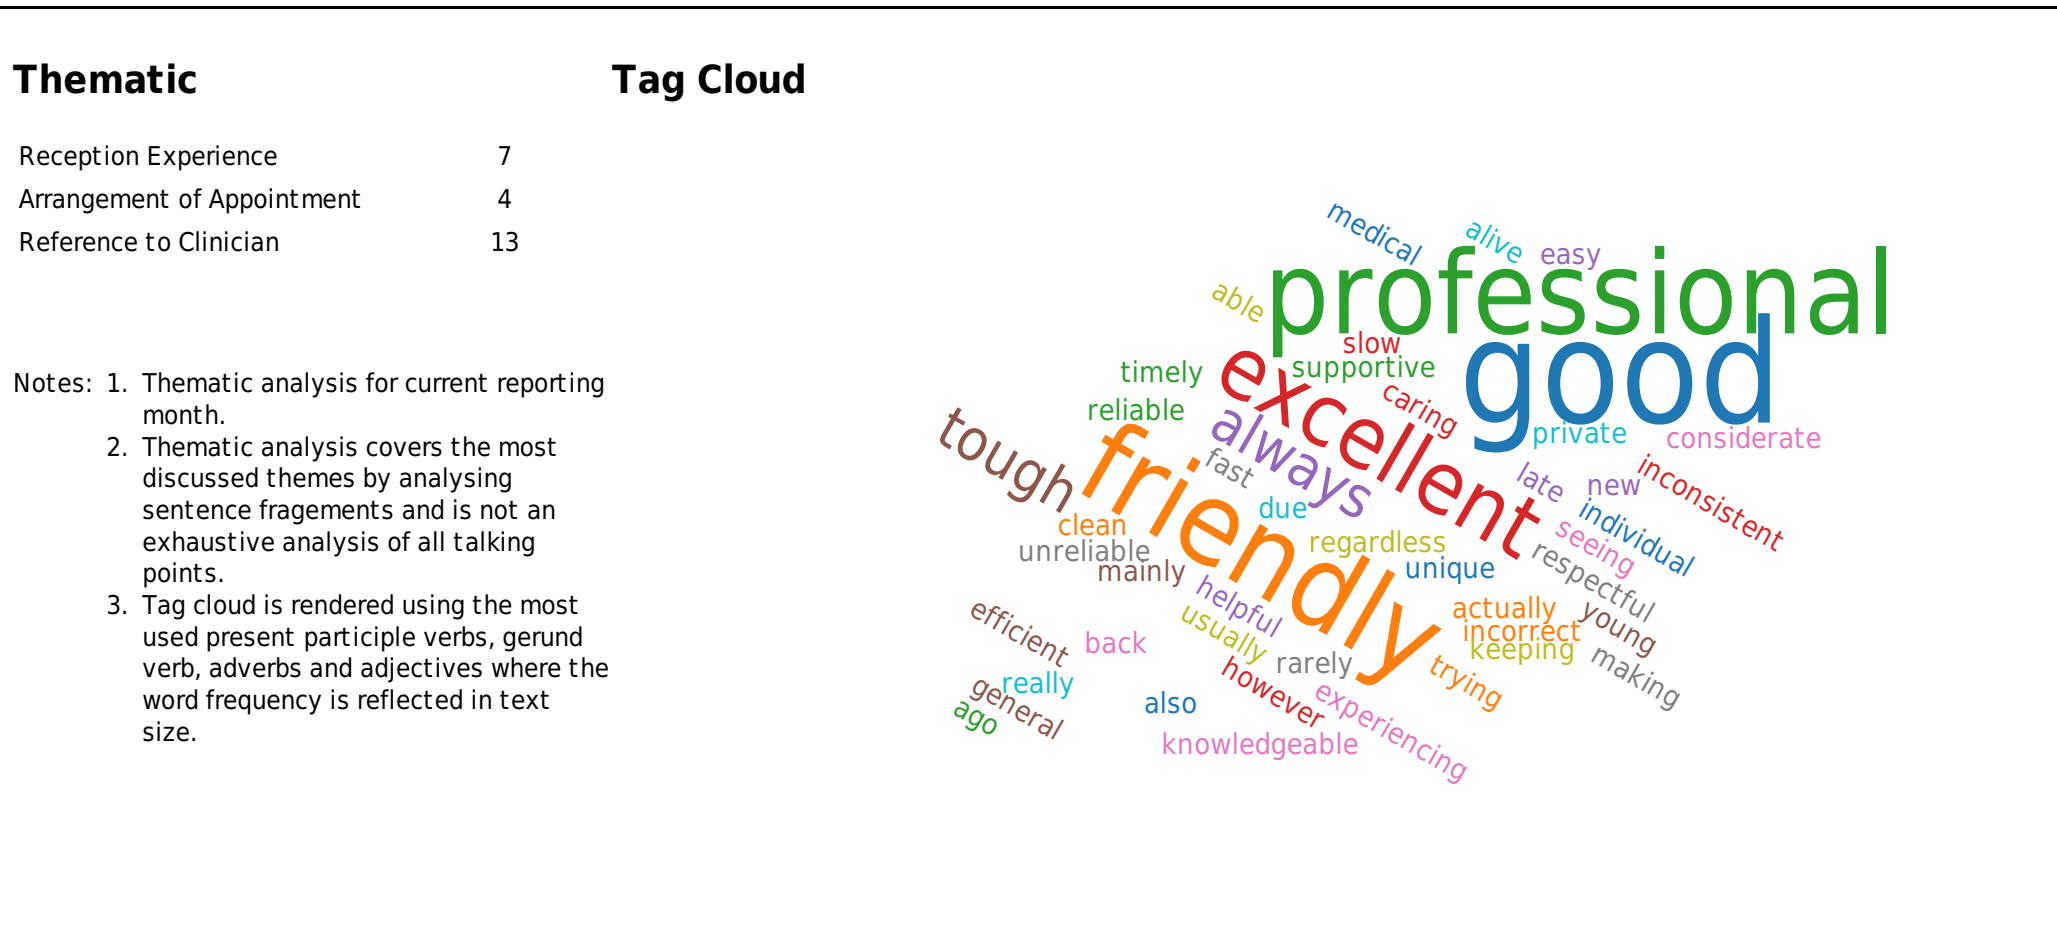 Thematic
Tag Cloud
Reception Experience 7
Arrangement of Appointment 4
Reference to Clinician 13
Notes: 1. Thematic analysis for current reporting
month.
2. Thematic analysis covers the most
discussed themes by analysing
sentence fragements and is not an
exhaustive analysis of all talking
points.
3. Tag cloud is rendered using the most
used present participle verbs, gerund
verb, adverbs and adjectives where the
word frequency is reflected in text
size.
medical
alive
easy
able
professional
slow
good
supportive
timely
excellent
caring
reliable
always
private
considerate
tough
friendly
fast
late
new
inconsistent
due
individual
clean
regardless
seeing
unreliable
mainly
unique
respectful
helpful
actually
young
efficient
usually
incorrect
back
keeping
rarely
making
really
however
trying
general
also
experiencing
ago
knowledgeable